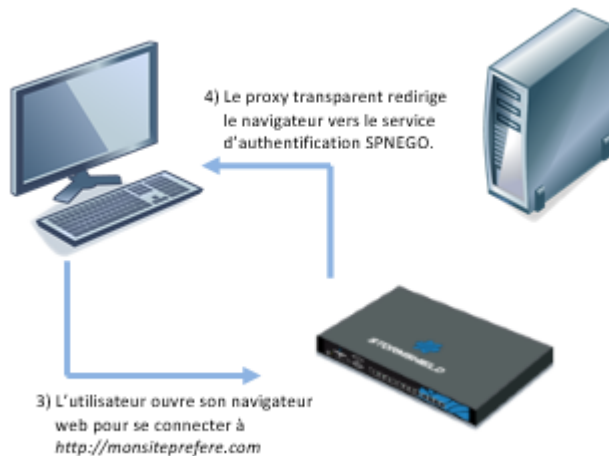 4) Le proxy transparent redirige
le navigateur vers le service
d'authentification SPNEGO.
STORMSHIELD
3) L'utilisateur ouvre son navigateur
web pour se connecter à
http://monsiteprefere.com